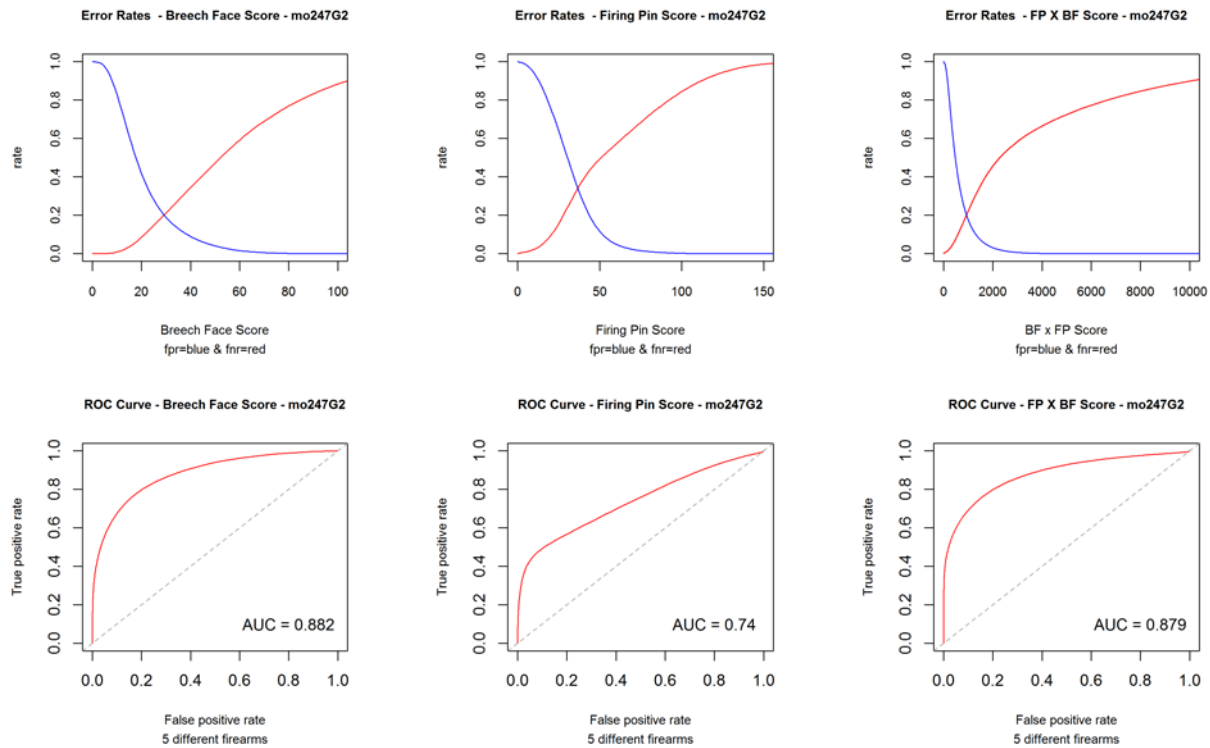 Error Rates - Breech Face Score - mo247G2
rate
0.0 0.2 0.4 0.6 0.8 1.0
0 20 40 60 80 100
Breech Face Score
fpr=blue & fnr=red
Error Rates - Firing Pin Score - mo247G2
rate
0.0 0.2 0.4 0.6 0.8 1.0
0 50 100 150
Firing Pin Score
fpr=blue & fnr=red
Error Rates - FP X BF Score - mo247G2
rate
0.0 0.2 0.4 0.6 0.8 1.0
0 2000 4000 6000 8000 10000
BF x FP Score
fpr=blue & fnr=red
ROC Curve - Breech Face Score - mo247G2
True positive rate
0.0 0.2 0.4 0.6 0.8 1.0
AUC = 0.882
0.0 0.2 0.4 0.6 0.8 1.0
False positive rate
5 different firearms
ROC Curve - Firing Pin Score - mo247G2
True positive rate
0.0 0.2 0.4 0.6 0.8 1.0
AUC = 0.74
0.0 0.2 0.4 0.6 0.8 1.0
False positive rate
5 different firearms
ROC Curve - FP X BF Score - mo247G2
True positive rate
0.0 0.2 0.4 0.6 0.8 1.0
AUC = 0.879
0.0 0.2 0.4 0.6 0.8 1.0
False positive rate
5 different firearms